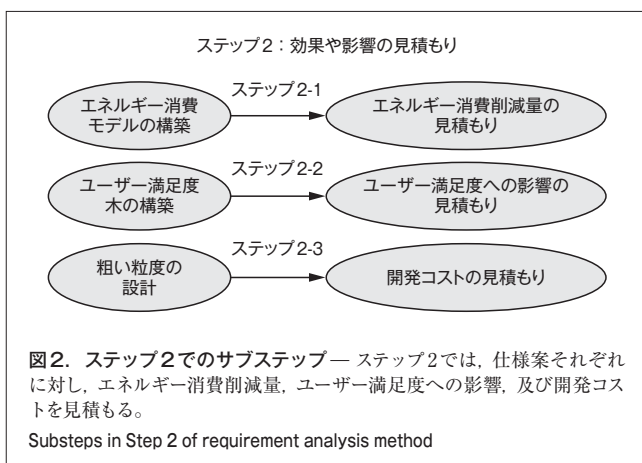 ステップ2：効果や影響の見積もり
ステップ2-1
エネルギー消費
モデルの構築
エネルギー消費削減量の
見積もり
ステップ2-2
ユーザー満足度
木の構築
ユーザー満足度への影響の
見積もり
ステップ2-3
粗い粒度の
設計
開発コストの見積もり
図2．ステップ2でのサブステップ ― ステップ2では，仕様案それぞれ
に対し，エネルギー消費削減量，ユーザー満足度への影響，及び開発コス
トを見積もる。
Substeps in Step 2 of requirement analysis method